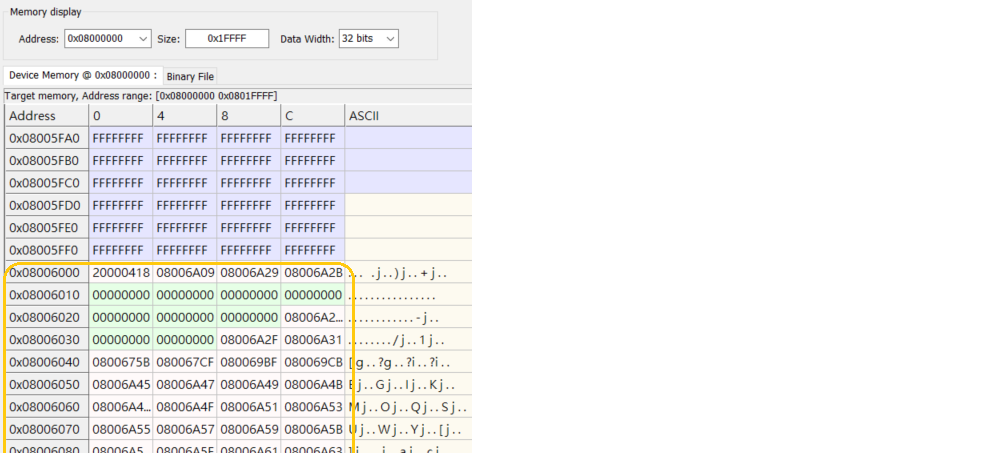 Memory display
Address: 0x08000000 Size: 0x1FFFF Data Width: 32 bits
Device Memory @ 0x08000000 : Binary File
Target memory, Address range: [0x08000000 0x0801FFFF]
Address 0 4 8 C ASCII
0x08005FA0 FFFFFFFF FFFFFFFF FFFFFFFF FFFFFFFF
0x08005FB0 FFFFFFFF FFFFFFFF FFFFFFFF FFFFFFFF
0x08005FC0 FFFFFFFF FFFFFFFF FFFFFFFF FFFFFFFF
0x08005FD0 FFFFFFFF FFFFFFFF FFFFFFFF FFFFFFFF
0x08005FE0 FFFFFFFF FFFFFFFF FFFFFFFF FFFFFFFF
0x08005FF0 FFFFFFFF FFFFFFFF FFFFFFFF FFFFFFFF
0x08006000 20000418 08006A09 08006A29 08006A2B ... .j..)j..+j..
0x08006010 00000000 00000000 00000000 00000000 ................
0x08006020 00000000 00000000 00000000 08006A2... ............-j..
0x08006030 00000000 00000000 08006A2F 08006A31 ......../j..1j..
0x08006040 0800675B 080067CF 080069BF 080069CB [g..?g..?i..?i..
0x08006050 08006A45 08006A47 08006A49 08006A4B Ej..Gj..Ij..Kj..
0x08006060 08006A4... 08006A4F 08006A51 08006A53 Mj..Oj..Qj..Sj..
0x08006070 08006A55 08006A57 08006A59 08006A5B Uj..Wj..Yj..[j..
0x08006080 08006A5... 08006A5F 08006A61 08006A63 ]j.._j..aj..cj..